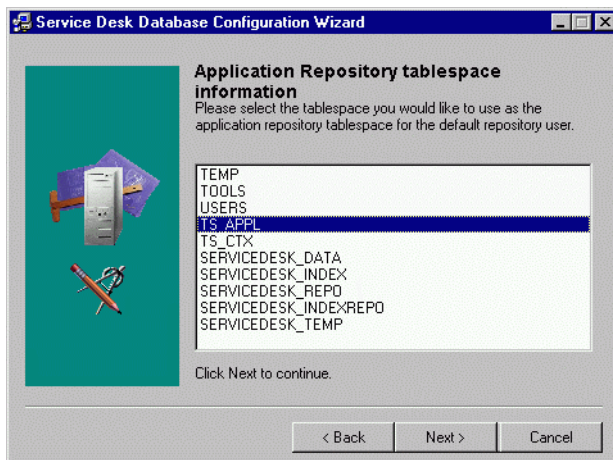 Service Desk Database Configuration Wizard
Application Repository tablespace
information
Please select the tablespace you would like to use as the
application repository tablespace for the default repository user.
TEMP
TOOLS
USERS
TS_APPL
TS_CTX
SERVICEDESK_DATA
SERVICEDESK_INDEX
SERVICEDESK_REPO
SERVICEDESK_INDEXREPO
SERVICEDESK_TEMP
Click Next to continue.
< Back Next > Cancel